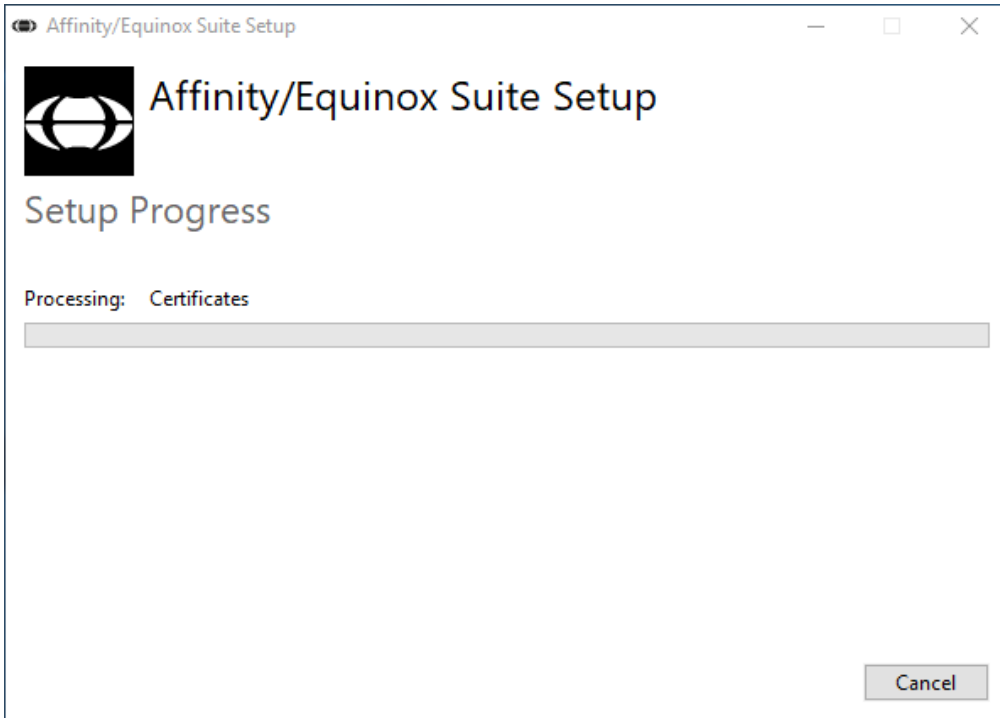 Affinity/Equinox Suite Setup
Affinity/Equinox Suite Setup
Setup Progress
Processing: Certificates
Cancel